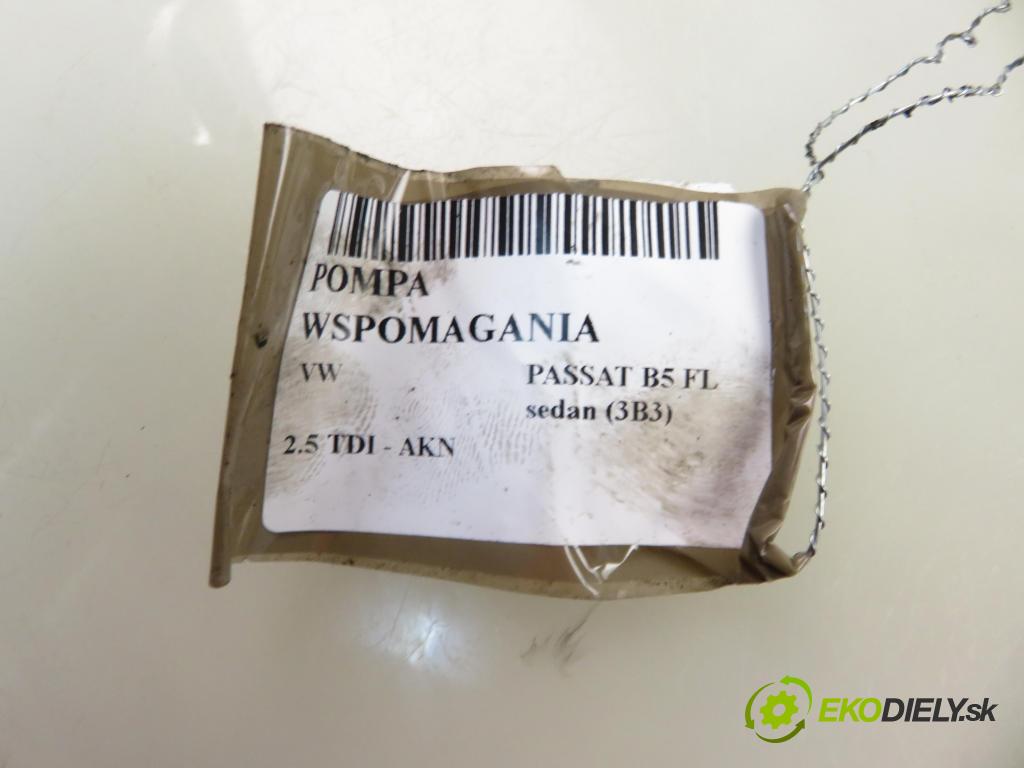 POMPA
WSPOMAGANIA
VW PASSAT B5 FL
sedan (3B3)
2.5 TDI - AKN
EKODIELY.sk